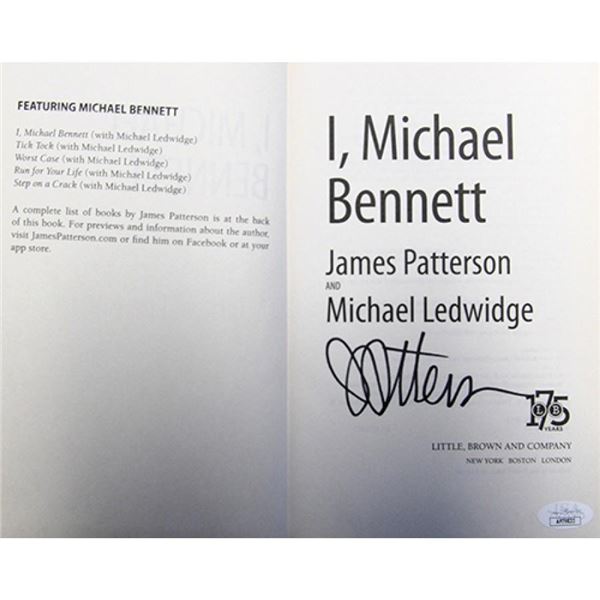 FEATURING MICHAEL BENNETT
I, Michael Bennett (with Michael Ledwidge)
Tick Tock (with Michael Ledwidge)
Worst Case (with Michael Ledwidge)
Run for Your Life (with Michael Ledwidge)
Step on a Crack (with Michael Ledwidge)
A complete list of books by James Patterson is at the back
of this book. For previews and information about the author,
visit JamesPatterson.com or find him on Facebook or at your
app store.
I, Michael
Bennett
James Patterson
AND
Michael Ledwidge
175
LB
YEARS
LITTLE, BROWN AND COMPANY
NEW YORK BOSTON LONDON